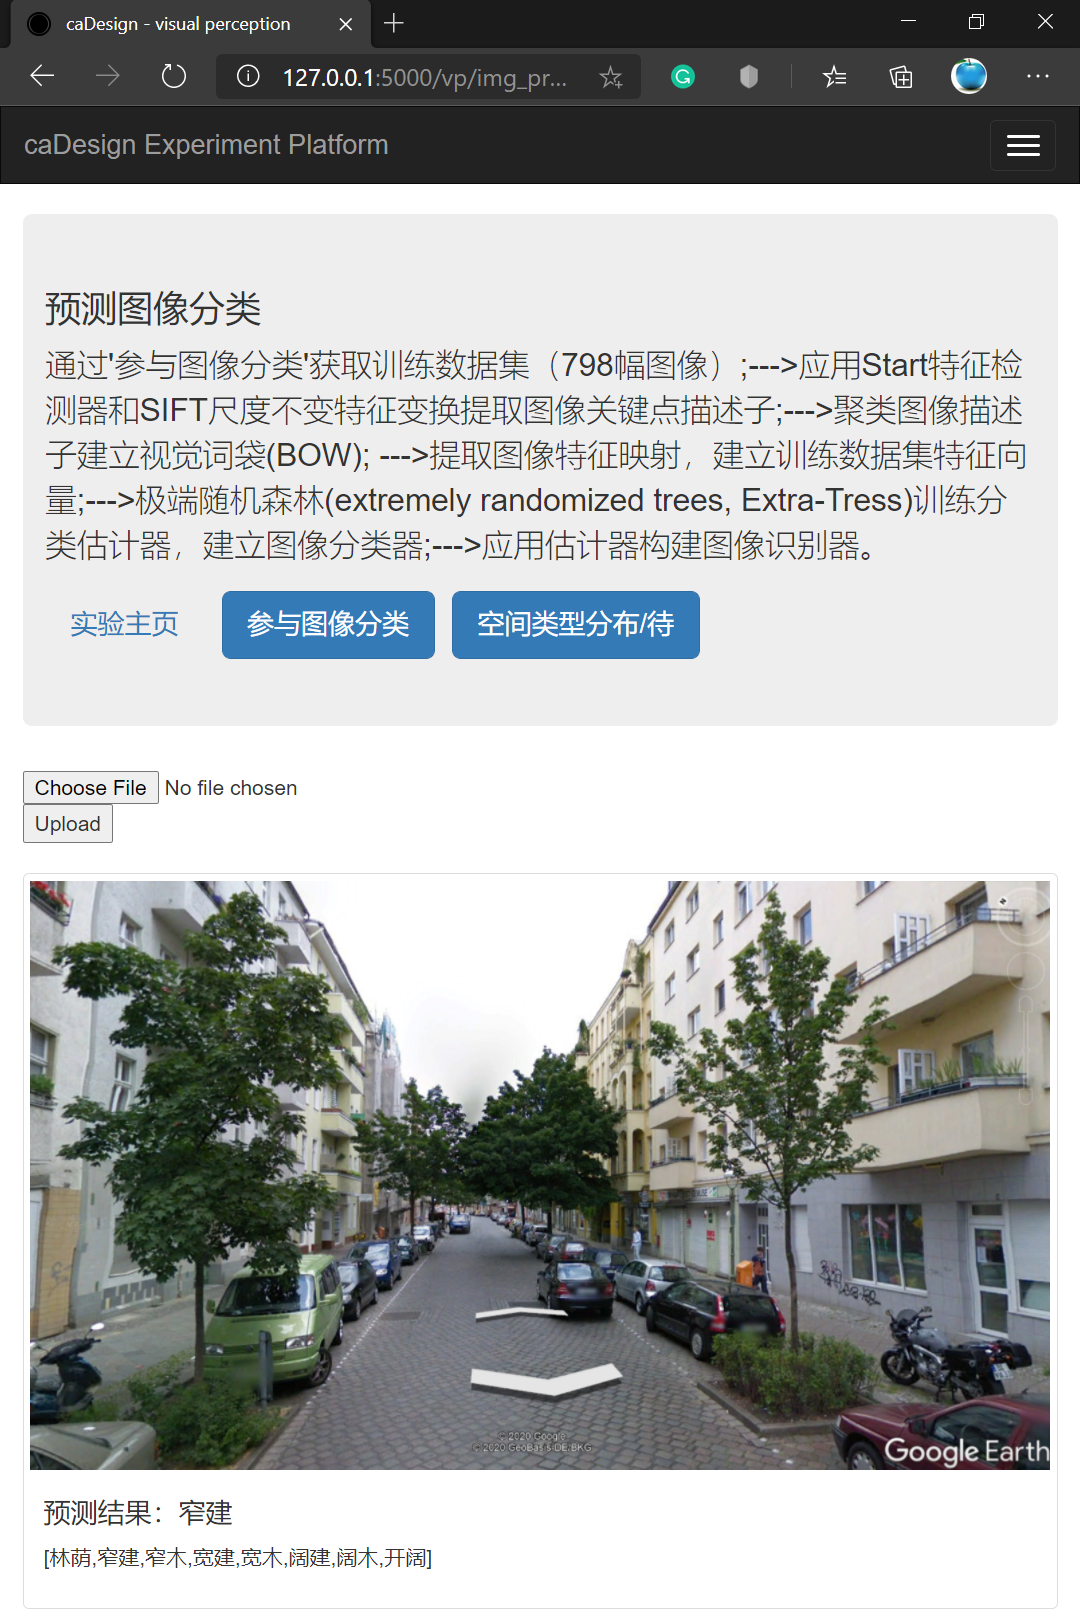 caDesign - visual perception
127.0.0.1:5000/vp/img_pr...
caDesign Experiment Platform
预测图像分类
通过'参与图像分类'获取训练数据集（798幅图像）;--->应用Start特征检
测器和SIFT尺度不变特征变换提取图像关键点描述子;--->聚类图像描述
子建立视觉词袋(BOW); --->提取图像特征映射，建立训练数据集特征向
量;--->极端随机森林(extremely randomized trees, Extra-Tress)训练分
类估计器，建立图像分类器;--->应用估计器构建图像识别器。
实验主页 参与图像分类 空间类型分布/待
Choose File No file chosen
Upload
© 2020 Google
© 2020 GeoBasis-DE/BKG
Google Earth
预测结果：窄建
[林荫,窄建,窄木,宽建,宽木,阔建,阔木,开阔]